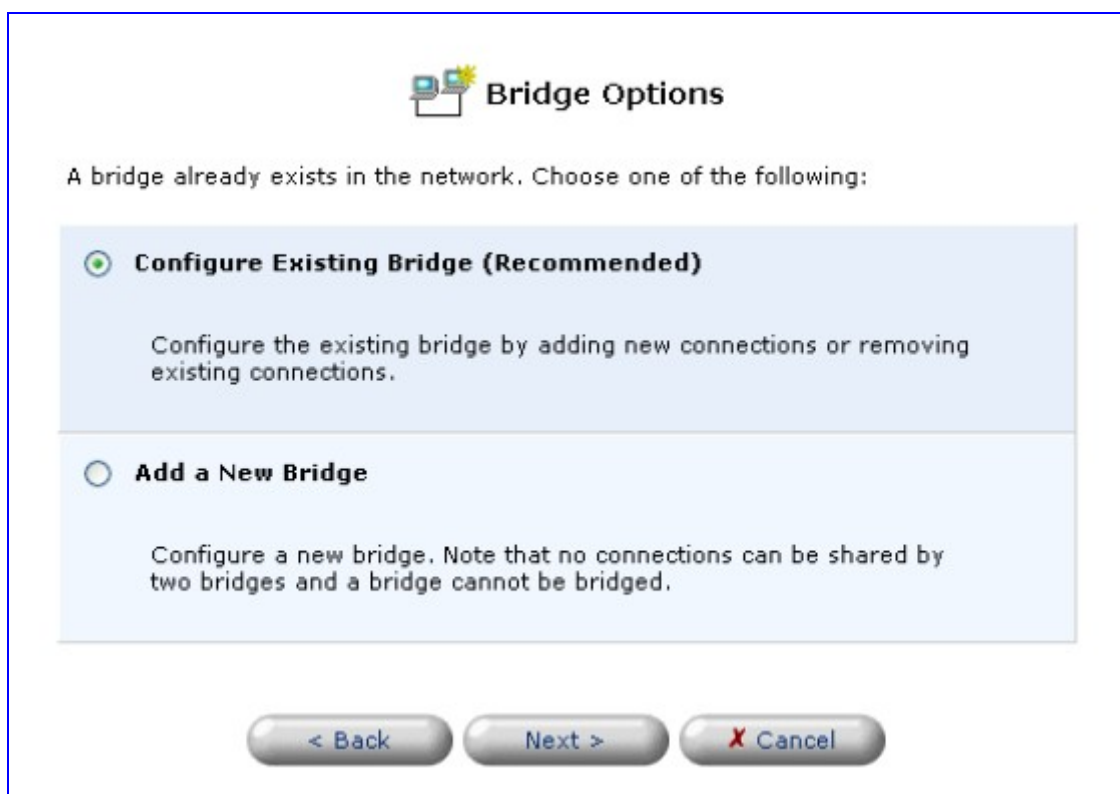 Bridge Options
A bridge already exists in the network. Choose one of the following:
Configure Existing Bridge (Recommended)
Configure the existing bridge by adding new connections or removing
existing connections.
Add a New Bridge
Configure a new bridge. Note that no connections can be shared by
two bridges and a bridge cannot be bridged.
< Back Next > ✗ Cancel